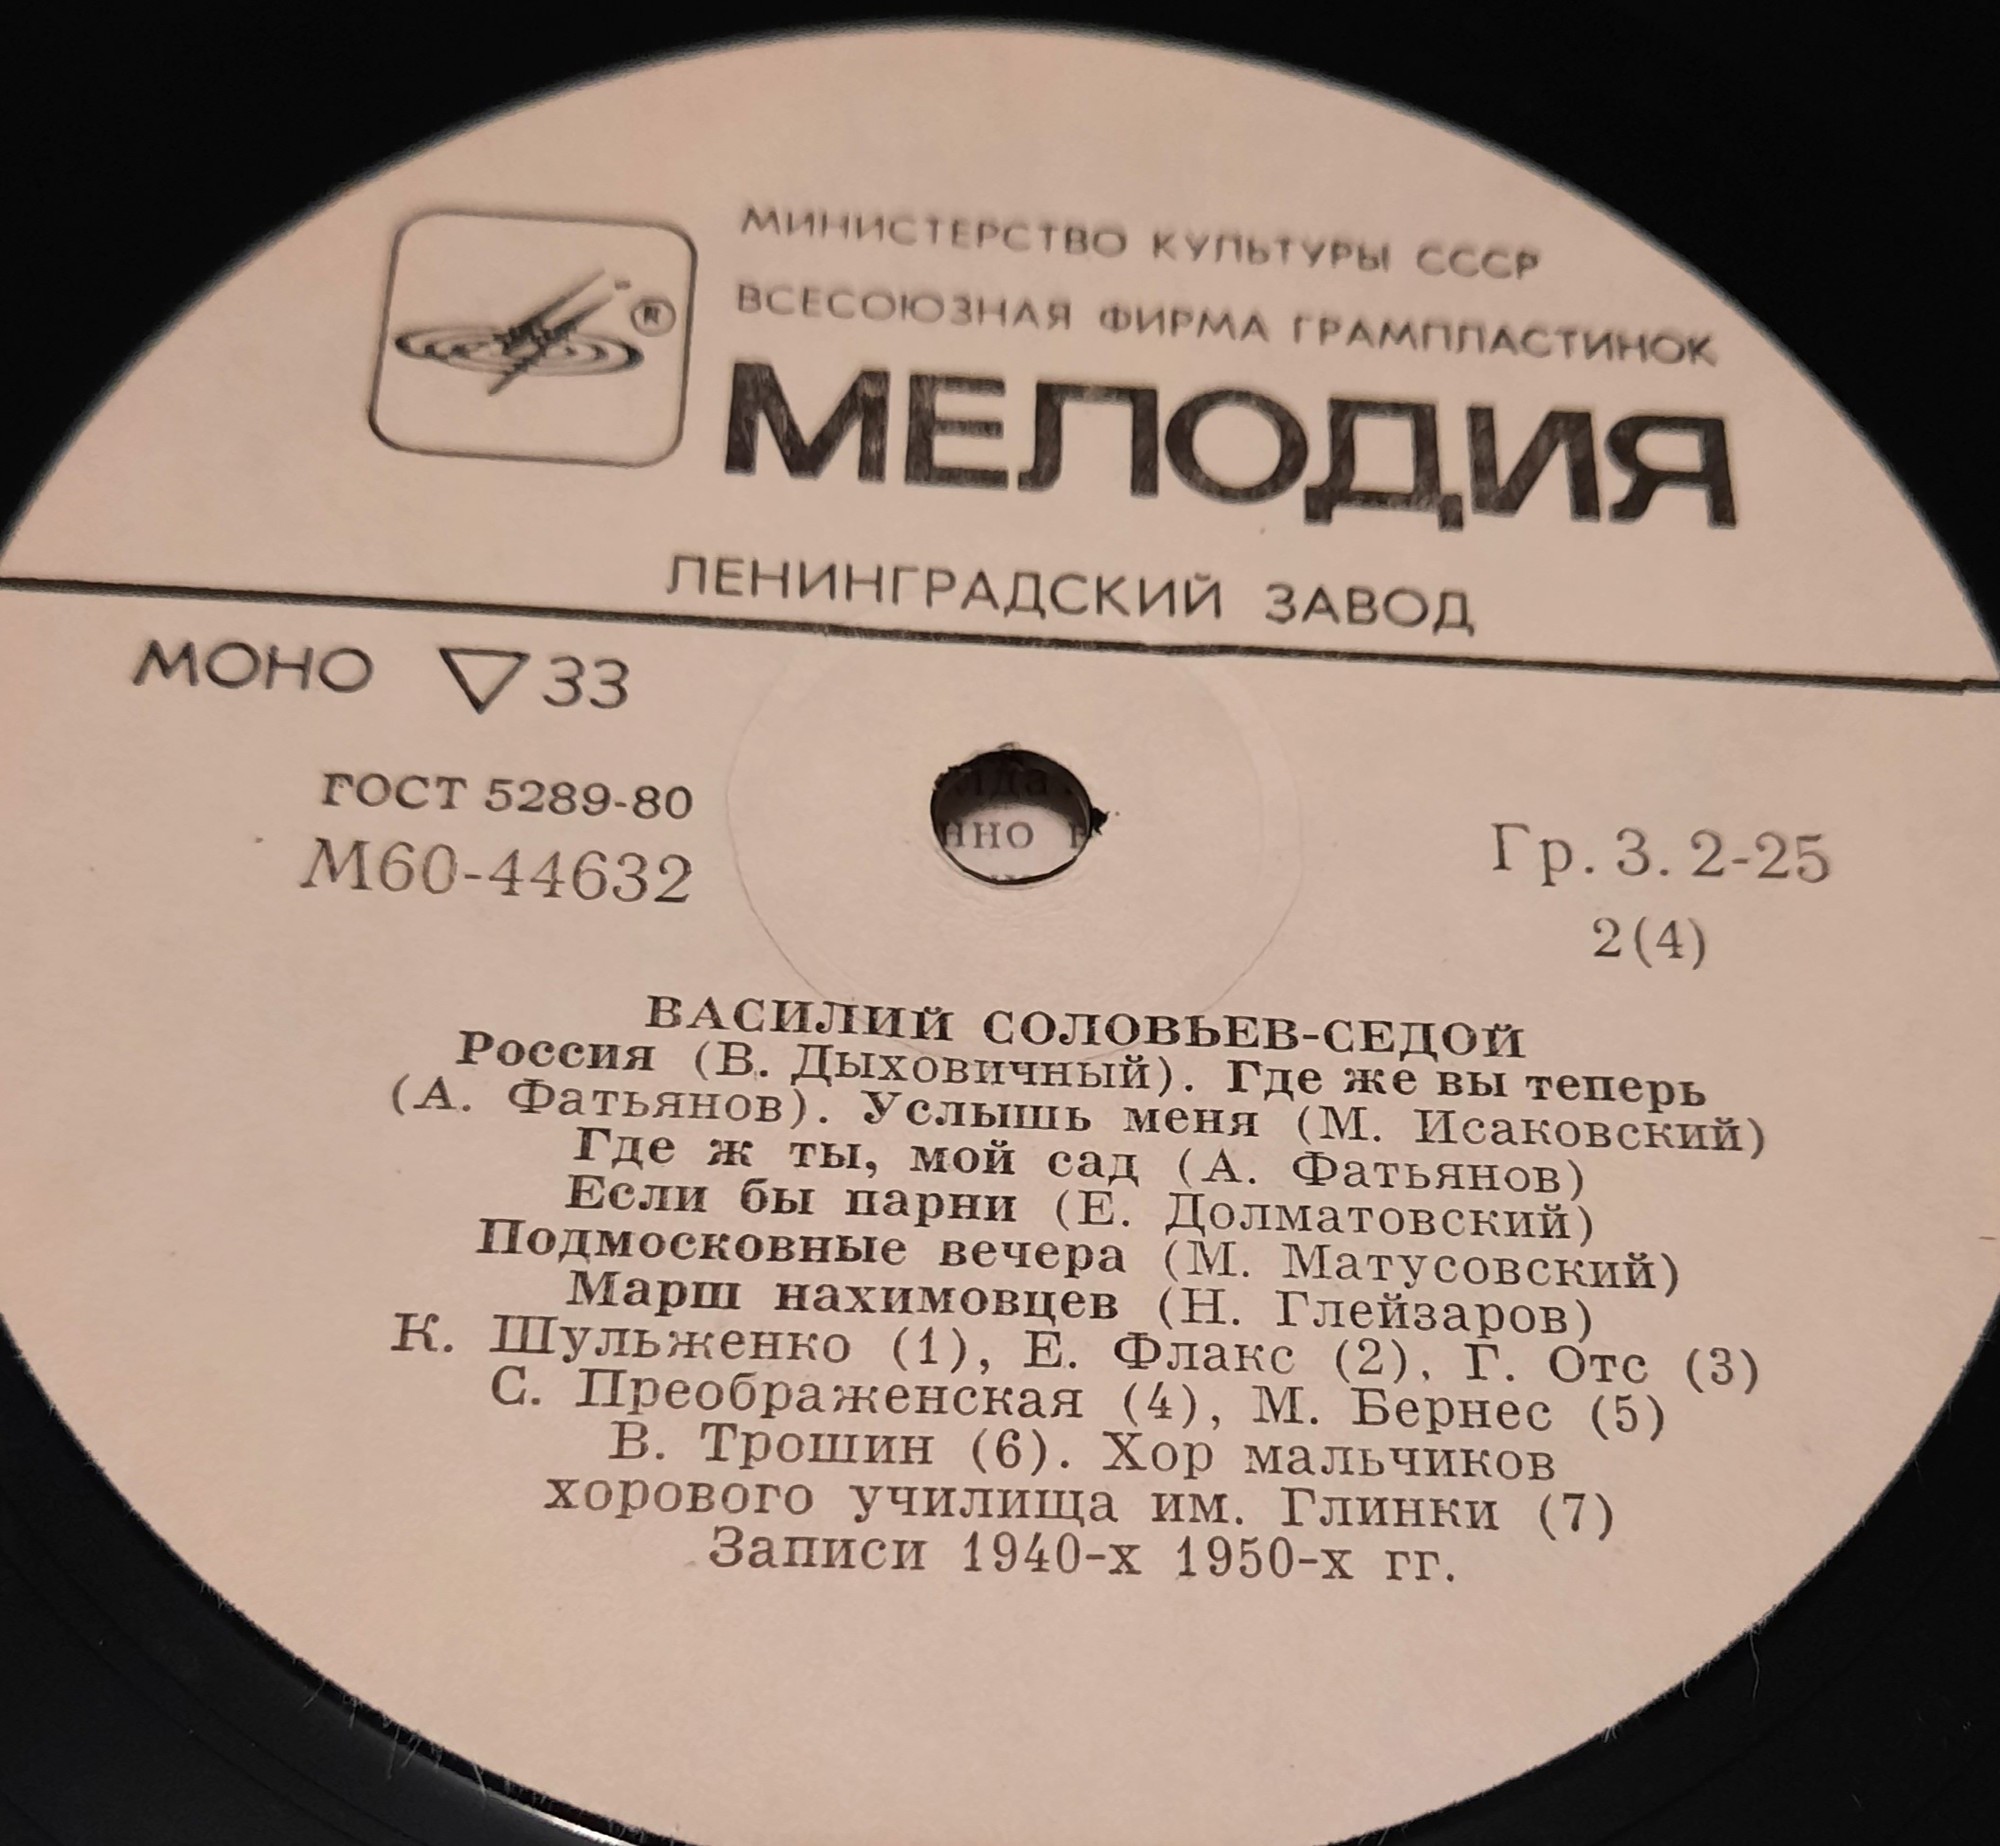 МИНИСТЕРСТВО КУЛЬТУРЫ СССР
ВСЕСОЮЗНАЯ ФИРМА ГРАМПЛАСТИНОК
®
МЕЛОДИЯ
ЛЕНИНГРАДСКИЙ ЗАВОД
МОНО ▽ 33
ГОСТ 5289-80
М60-44632
Гр. 3. 2-25
2(4)
ВАСИЛИЙ СОЛОВЬЕВ-СЕДОЙ
Россия (В. Дыховичный). Где же вы теперь
(А. Фатьянов). Услышь меня (М. Исаковский)
Где ж ты, мой сад (А. Фатьянов)
Если бы парни (Е. Долматовский)
Подмосковные вечера (М. Матусовский)
Марш нахимовцев (Н. Глейзаров)
К. Шульженко (1), Е. Флакс (2), Г. Отс (3)
С. Преображенская (4), М. Бернес (5)
В. Трошин (6). Хор мальчиков
хорового училища им. Глинки (7)
Записи 1940-х 1950-х гг.